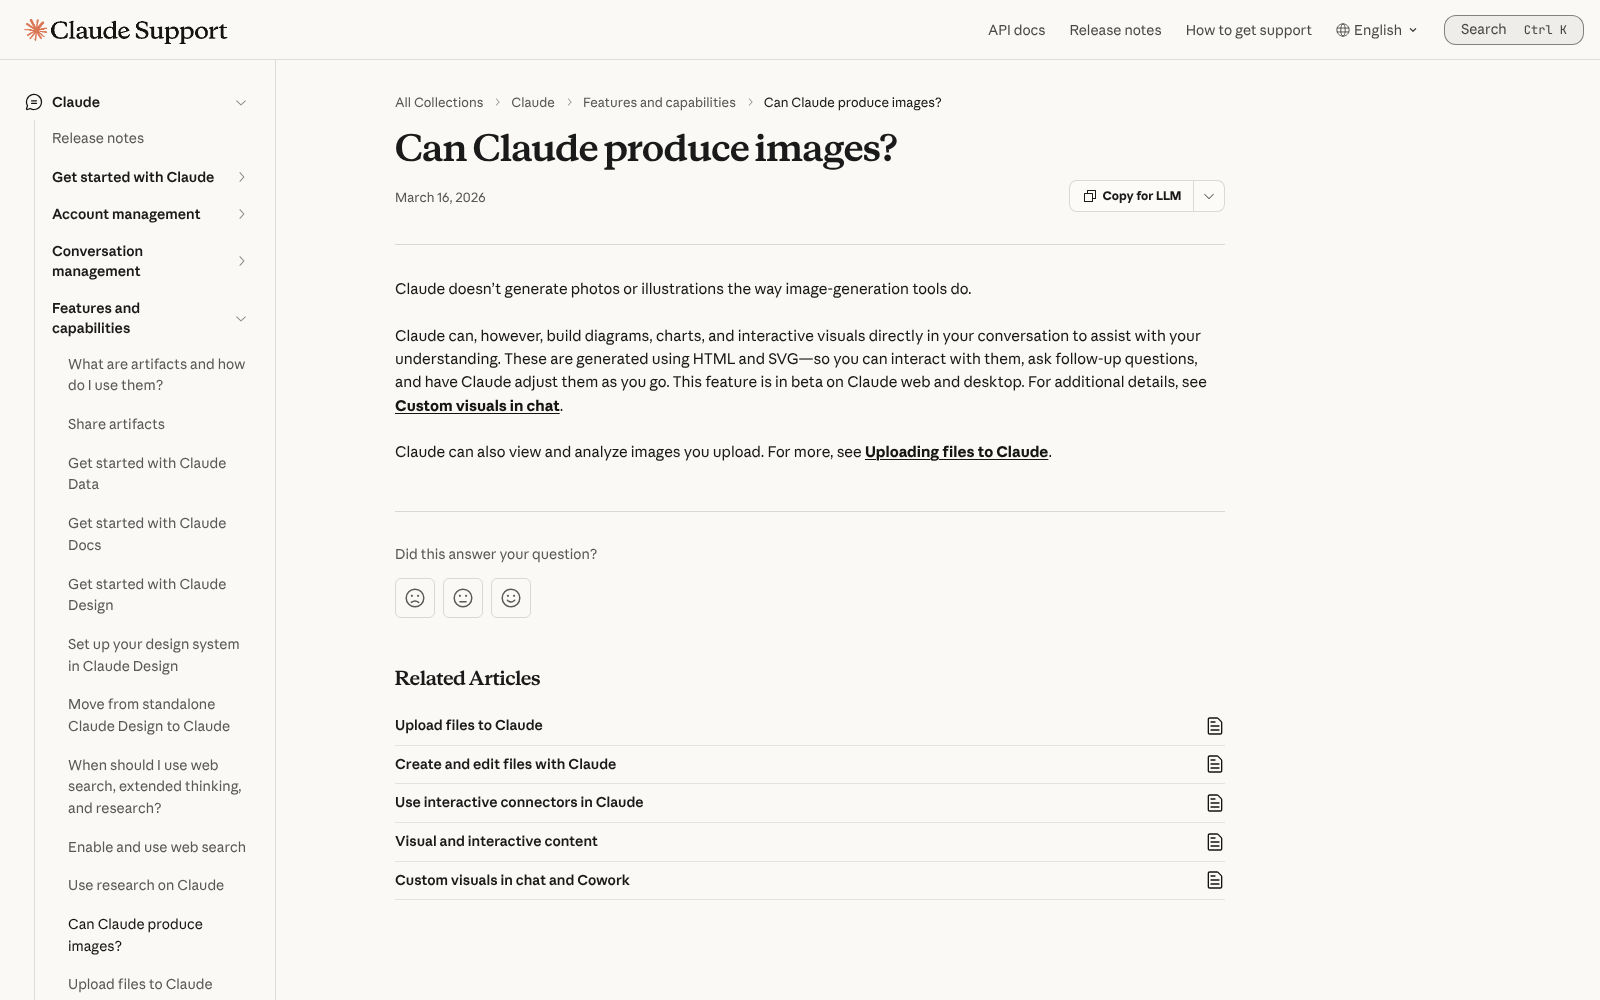 Claude Support
API docs
Release notes
How to get support
English
Search Ctrl K
Claude
Release notes
Get started with Claude
Account management
Conversation
management
Features and
capabilities
What are artifacts and how
do I use them?
Share artifacts
Get started with Claude
Data
Get started with Claude
Docs
Get started with Claude
Design
Set up your design system
in Claude Design
Move from standalone
Claude Design to Claude
When should I use web
search, extended thinking,
and research?
Enable and use web search
Use research on Claude
Can Claude produce
images?
Upload files to Claude
All Collections
Claude
Features and capabilities
Can Claude produce images?
Can Claude produce images?
March 16, 2026
Copy for LLM
Claude doesn’t generate photos or illustrations the way image-generation tools do.
Claude can, however, build diagrams, charts, and interactive visuals directly in your conversation to assist with your
understanding. These are generated using HTML and SVG—so you can interact with them, ask follow-up questions,
and have Claude adjust them as you go. This feature is in beta on Claude web and desktop. For additional details, see
Custom visuals in chat.
Claude can also view and analyze images you upload. For more, see Uploading files to Claude.
Did this answer your question?
Related Articles
Upload files to Claude
Create and edit files with Claude
Use interactive connectors in Claude
Visual and interactive content
Custom visuals in chat and Cowork